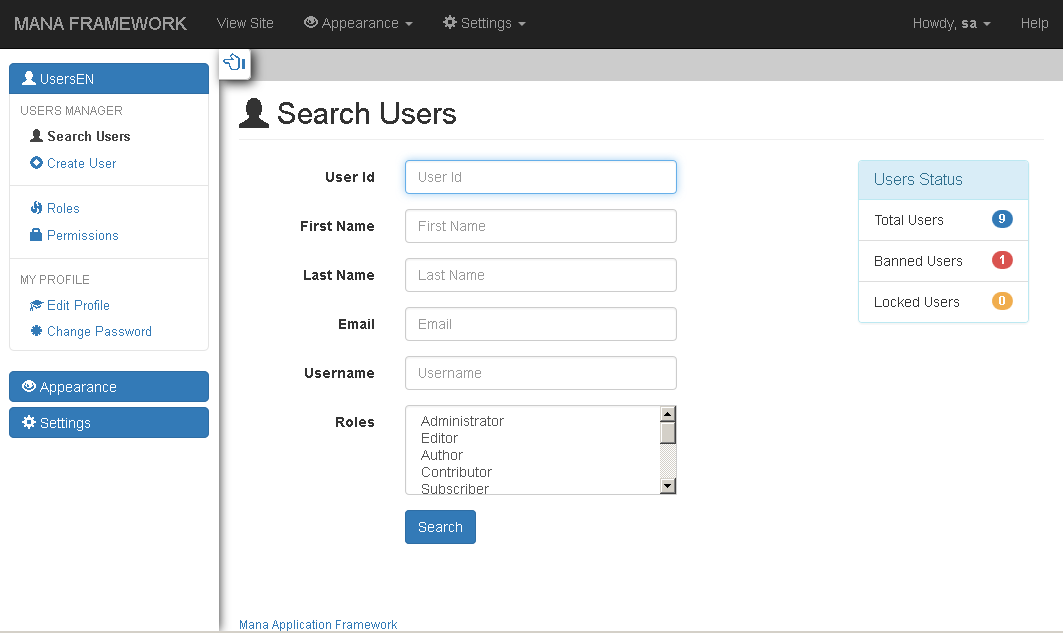 MANA FRAMEWORK View Site Appearance Settings Howdy, sa Help
UsersEN
USERS MANAGER
Search Users
Create User
Roles
Permissions
MY PROFILE
Edit Profile
Change Password
Appearance
Settings
Search Users
User Id User Id
First Name First Name
Last Name Last Name
Email Email
Username Username
Roles Administrator
Editor
Author
Contributor
Subscriber
Search
Users Status
Total Users 9
Banned Users 1
Locked Users 0
Mana Application Framework